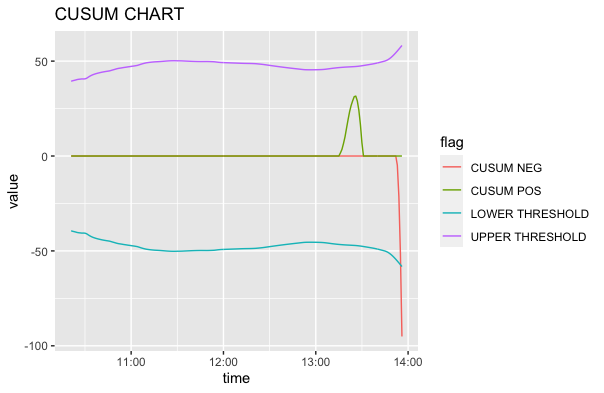 CUSUM CHART
value
50
0
-50
-100
11:00
12:00
13:00
14:00
time
flag
CUSUM NEG
CUSUM POS
LOWER THRESHOLD
UPPER THRESHOLD